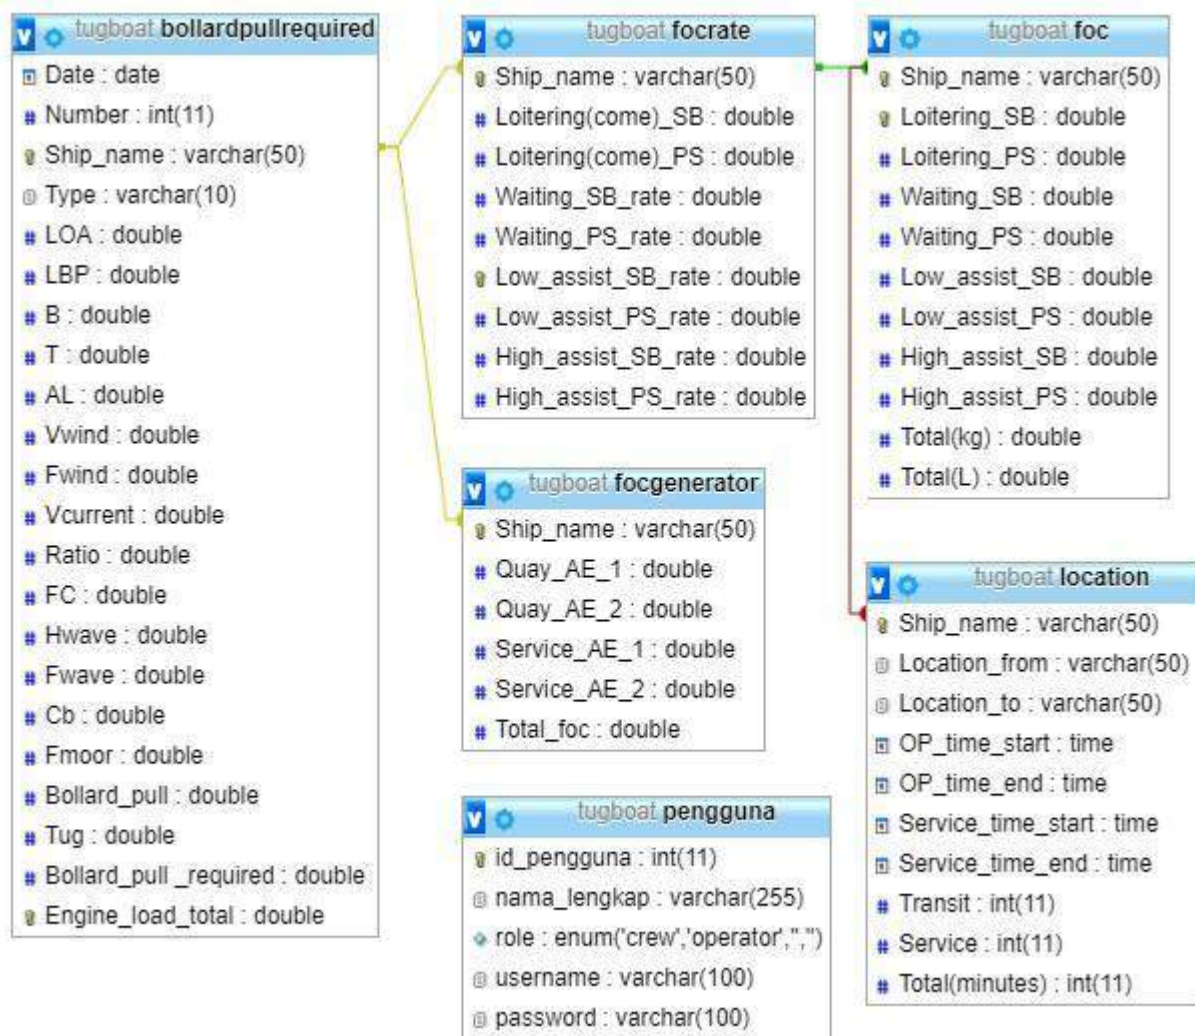 tugboat bollardpullrequired
Date : date
Number : int(11)
Ship_name : varchar(50)
Type : varchar(10)
LOA : double
LBP : double
B : double
T : double
AL : double
Vwind : double
Fwind : double
Vcurrent : double
Ratio : double
FC : double
Hwave : double
Fwave : double
Cb : double
Fmoor : double
Bollard_pull : double
Tug : double
Bollard_pull _required : double
Engine_load_total : double
tugboat focrate
Ship_name : varchar(50)
Loitering(come)_SB : double
Loitering(come)_PS : double
Waiting_SB_rate : double
Waiting_PS_rate : double
Low_assist_SB_rate : double
Low_assist_PS_rate : double
High_assist_SB_rate : double
High_assist_PS_rate : double
tugboat focgenerator
Ship_name : varchar(50)
Quay_AE_1 : double
Quay_AE_2 : double
Service_AE_1 : double
Service_AE_2 : double
Total_foc : double
tugboat pengguna
id_pengguna : int(11)
nama_lengkap : varchar(255)
role : enum('crew','operator','','')
username : varchar(100)
password : varchar(100)
tugboat foc
Ship_name : varchar(50)
Loitering_SB : double
Loitering_PS : double
Waiting_SB : double
Waiting_PS : double
Low_assist_SB : double
Low_assist_PS : double
High_assist_SB : double
High_assist_PS : double
Total(kg) : double
Total(L) : double
tugboat location
Ship_name : varchar(50)
Location_from : varchar(50)
Location_to : varchar(50)
OP_time_start : time
OP_time_end : time
Service_time_start : time
Service_time_end : time
Transit : int(11)
Service : int(11)
Total(minutes) : int(11)